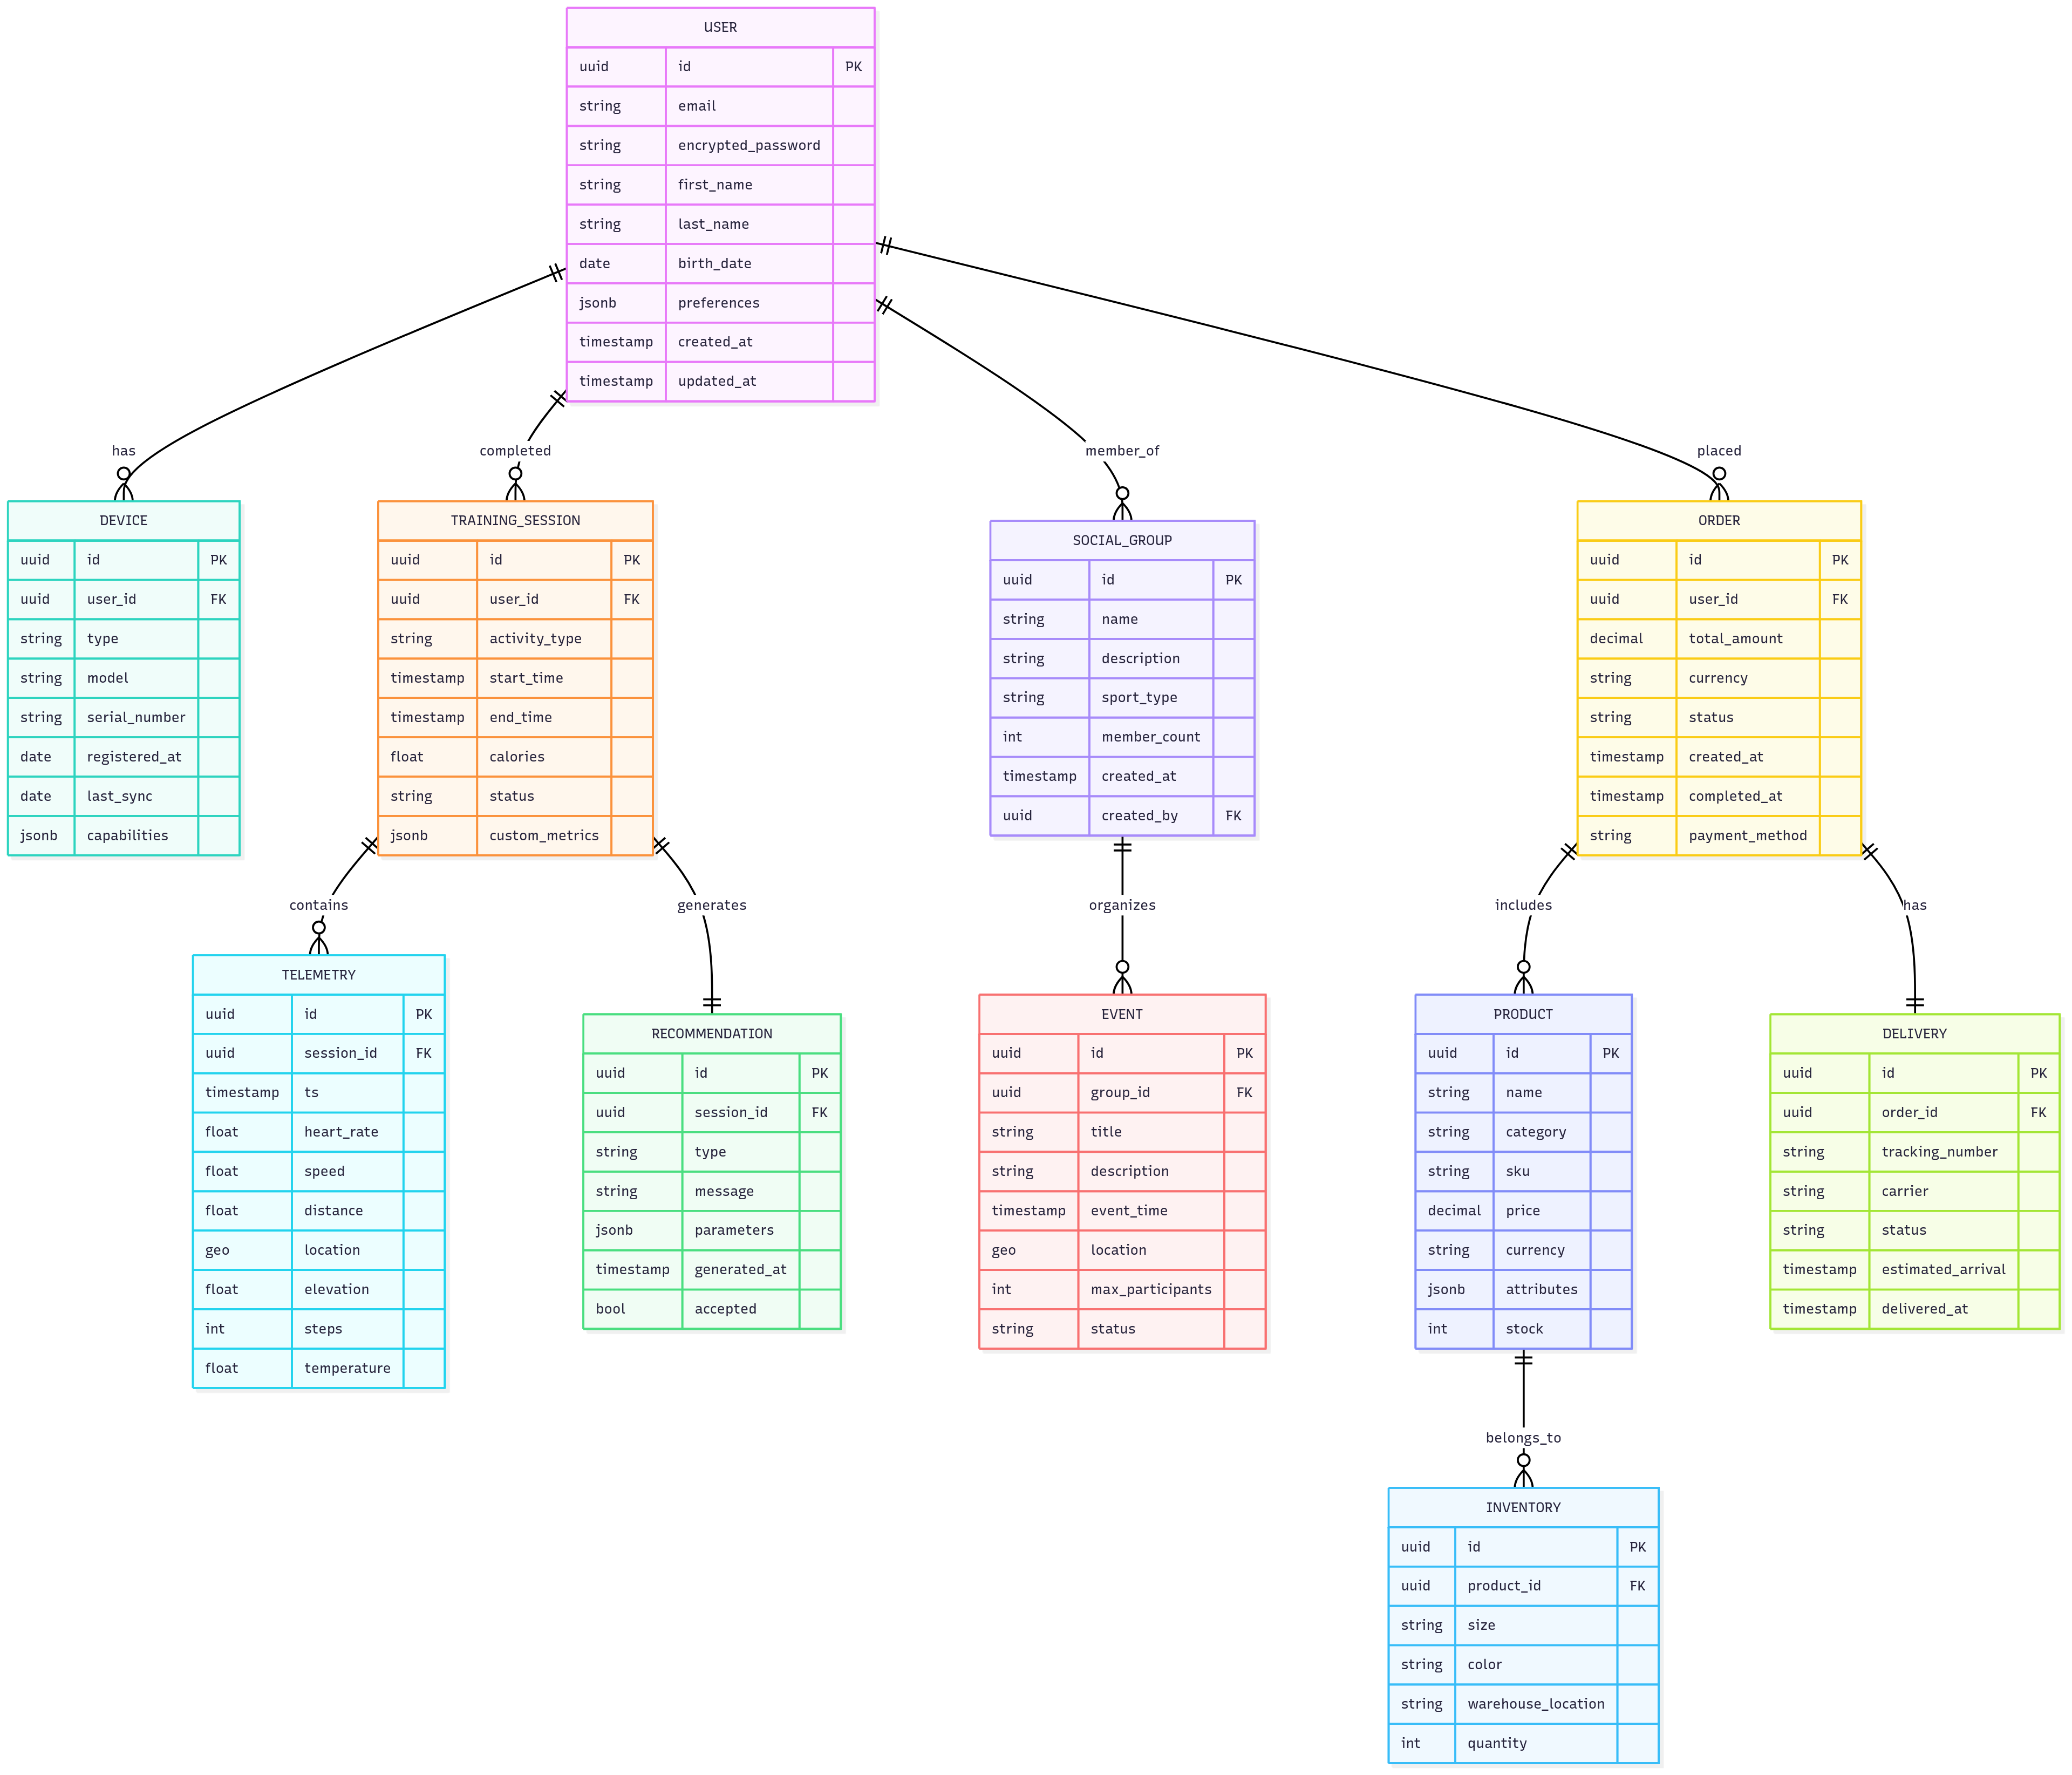 USER
uuid id PK
string email
string encrypted_password
string first_name
string last_name
date birth_date
jsonb preferences
timestamp created_at
timestamp updated_at
has
completed
member_of
placed
DEVICE
uuid id PK
uuid user_id FK
string type
string model
string serial_number
date registered_at
date last_sync
jsonb capabilities
TRAINING_SESSION
uuid id PK
uuid user_id FK
string activity_type
timestamp start_time
timestamp end_time
float calories
string status
jsonb custom_metrics
SOCIAL_GROUP
uuid id PK
string name
string description
string sport_type
int member_count
timestamp created_at
uuid created_by FK
ORDER
uuid id PK
uuid user_id FK
decimal total_amount
string currency
string status
timestamp created_at
timestamp completed_at
string payment_method
contains
generates
organizes
includes
has
TELEMETRY
uuid id PK
uuid session_id FK
timestamp ts
float heart_rate
float speed
float distance
geo location
float elevation
int steps
float temperature
RECOMMENDATION
uuid id PK
uuid session_id FK
string type
string message
jsonb parameters
timestamp generated_at
bool accepted
EVENT
uuid id PK
uuid group_id FK
string title
string description
timestamp event_time
geo location
int max_participants
string status
PRODUCT
uuid id PK
string name
string category
string sku
decimal price
string currency
jsonb attributes
int stock
DELIVERY
uuid id PK
uuid order_id FK
string tracking_number
string carrier
string status
timestamp estimated_arrival
timestamp delivered_at
belongs_to
INVENTORY
uuid id PK
uuid product_id FK
string size
string color
string warehouse_location
int quantity